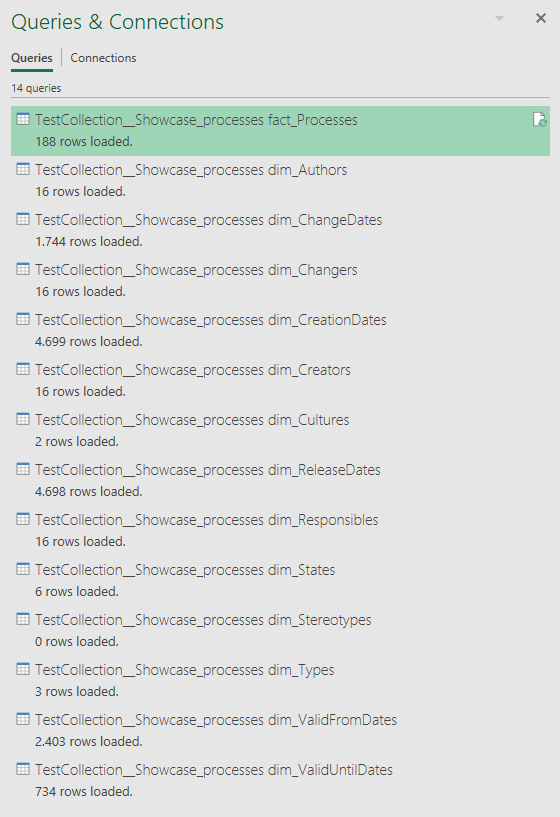 Queries & Connections
Queries
Connections
14 queries
TestCollection__Showcase_processes fact_Processes
188 rows loaded.
TestCollection__Showcase_processes dim_Authors
16 rows loaded.
TestCollection__Showcase_processes dim_ChangeDates
1.744 rows loaded.
TestCollection__Showcase_processes dim_Changers
16 rows loaded.
TestCollection__Showcase_processes dim_CreationDates
4.699 rows loaded.
TestCollection__Showcase_processes dim_Creators
16 rows loaded.
TestCollection__Showcase_processes dim_Cultures
2 rows loaded.
TestCollection__Showcase_processes dim_ReleaseDates
4.698 rows loaded.
TestCollection__Showcase_processes dim_Responsibles
16 rows loaded.
TestCollection__Showcase_processes dim_States
6 rows loaded.
TestCollection__Showcase_processes dim_Stereotypes
0 rows loaded.
TestCollection__Showcase_processes dim_Types
3 rows loaded.
TestCollection__Showcase_processes dim_ValidFromDates
2.403 rows loaded.
TestCollection__Showcase_processes dim_ValidUntilDates
734 rows loaded.